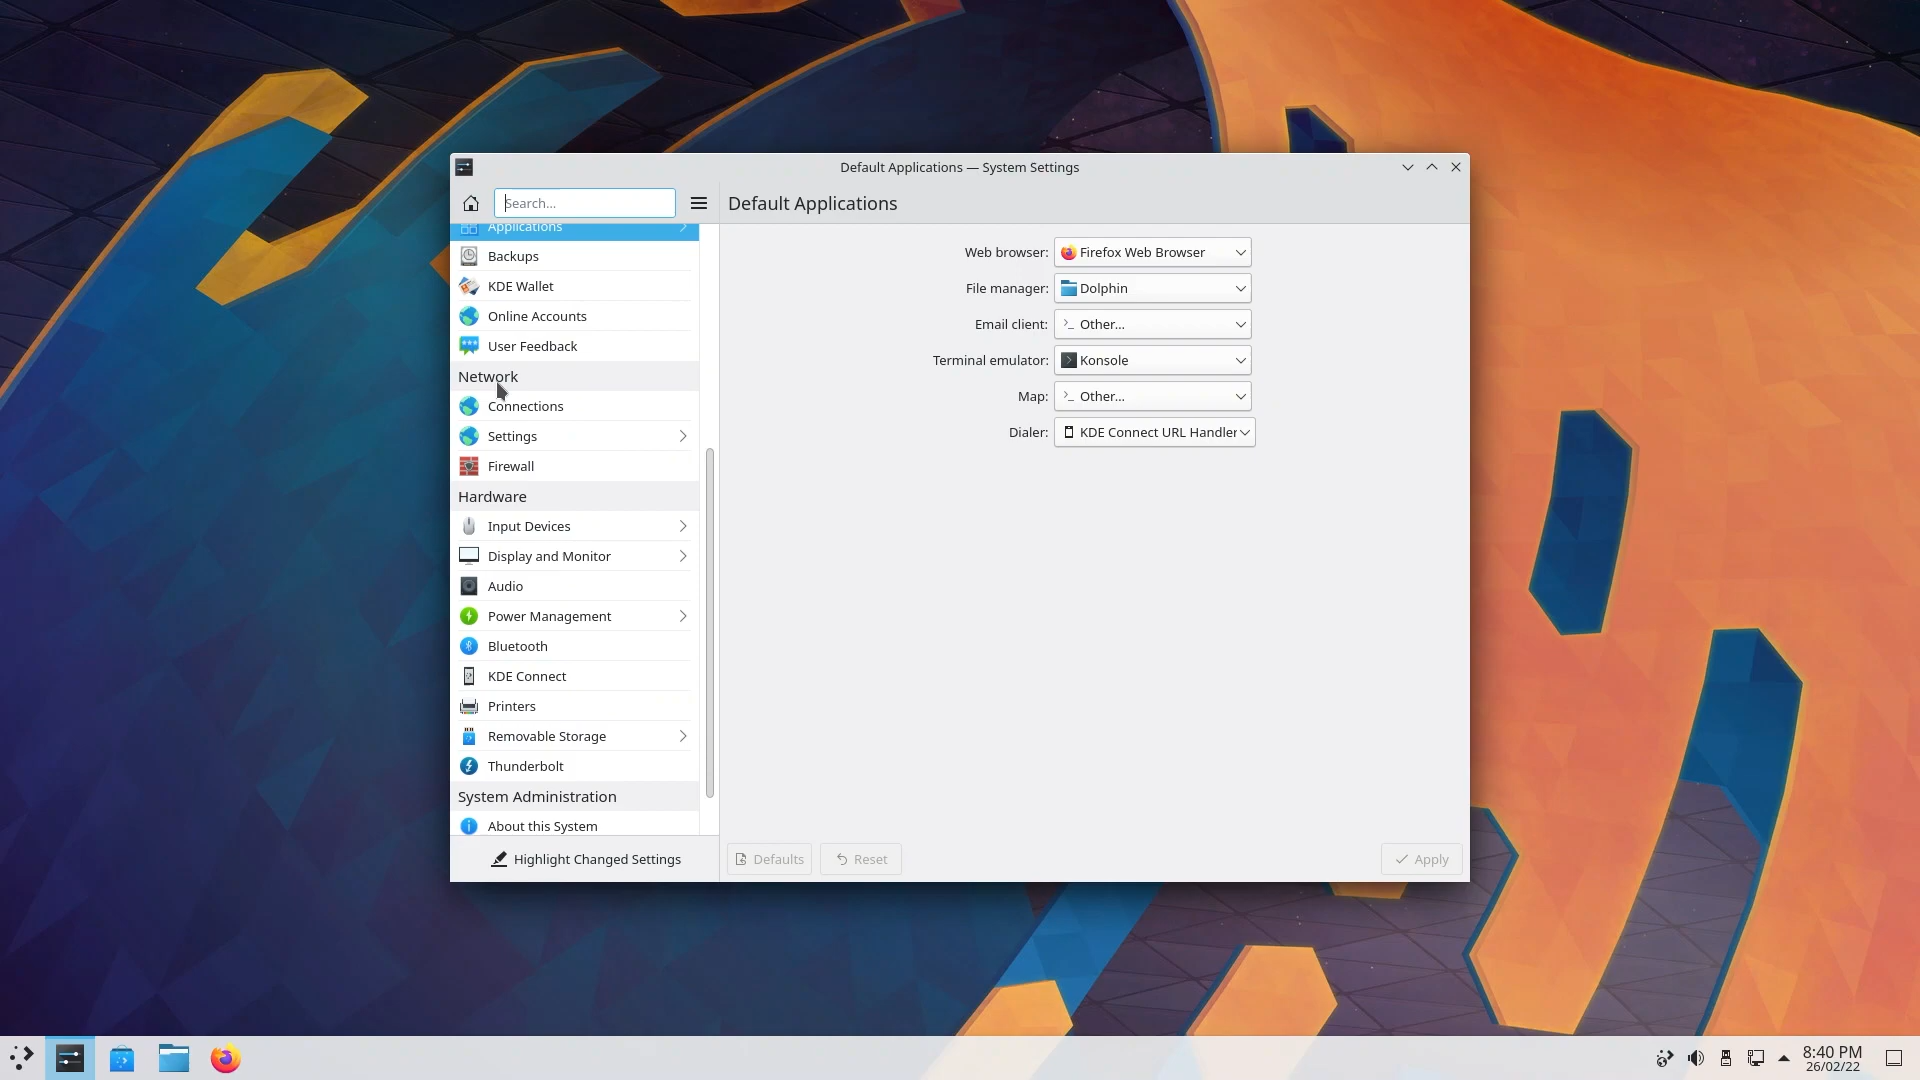 Default Applications — System Settings
Search...
Default Applications
Applications
Backups
KDE Wallet
Online Accounts
User Feedback
Network
Connections
Settings
Firewall
Hardware
Input Devices
Display and Monitor
Audio
Power Management
Bluetooth
KDE Connect
Printers
Removable Storage
Thunderbolt
System Administration
About this System
Highlight Changed Settings
Web browser: Firefox Web Browser
File manager: Dolphin
Email client: Other...
Terminal emulator: Konsole
Map: Other...
Dialer: KDE Connect URL Handler
Defaults Reset Apply
8:40 PM
26/02/22